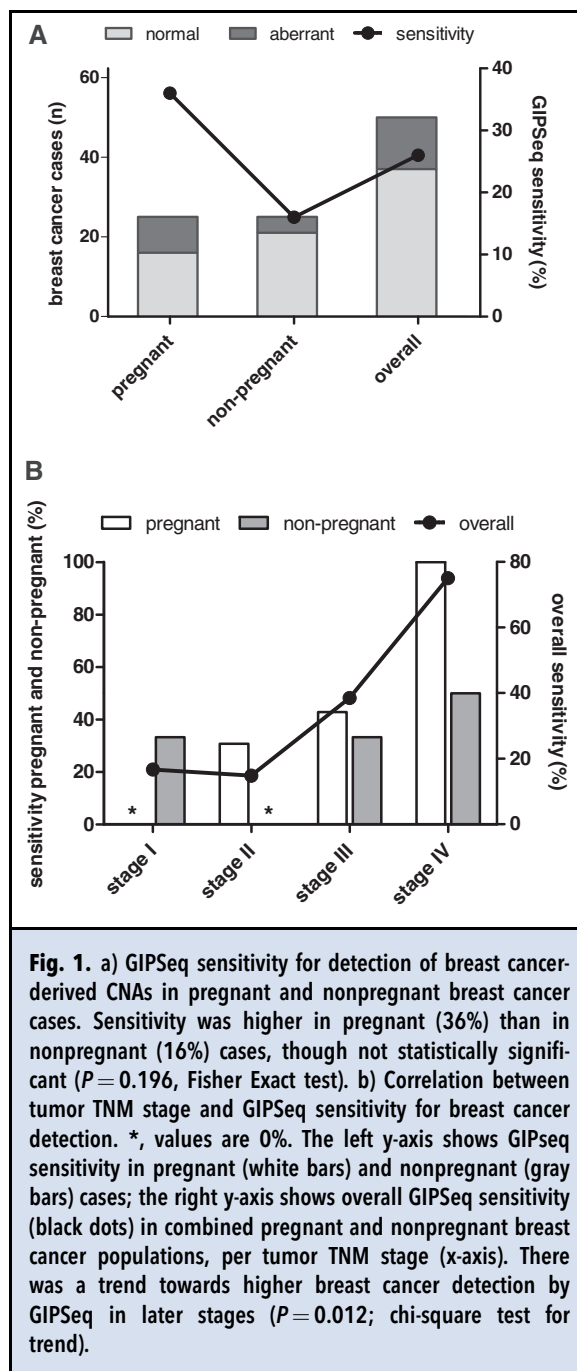 A
normal aberrant sensitivity
breast cancer cases (n)
60
40
20
0
GIPSeq sensitivity (%)
40
30
20
10
0
pregnant
non-pregnant
overall
B
pregnant non-pregnant overall
sensitivity pregnant and non-pregnant (%)
100
80
60
40
20
0
overall sensitivity (%)
80
60
40
20
0
*
*
stage I
stage II
stage III
stage IV
Fig. 1. a) GIPSeq sensitivity for detection of breast cancer-
derived CNAs in pregnant and nonpregnant breast cancer
cases. Sensitivity was higher in pregnant (36%) than in
nonpregnant (16%) cases, though not statistically signifi-
cant (P = 0.196, Fisher Exact test). b) Correlation between
tumor TNM stage and GIPSeq sensitivity for breast cancer
detection. *, values are 0%. The left y-axis shows GIPseq
sensitivity in pregnant (white bars) and nonpregnant (gray
bars) cases; the right y-axis shows overall GIPSeq sensitivity
(black dots) in combined pregnant and nonpregnant breast
cancer populations, per tumor TNM stage (x-axis). There
was a trend towards higher breast cancer detection by
GIPSeq in later stages (P = 0.012; chi-square test for
trend).